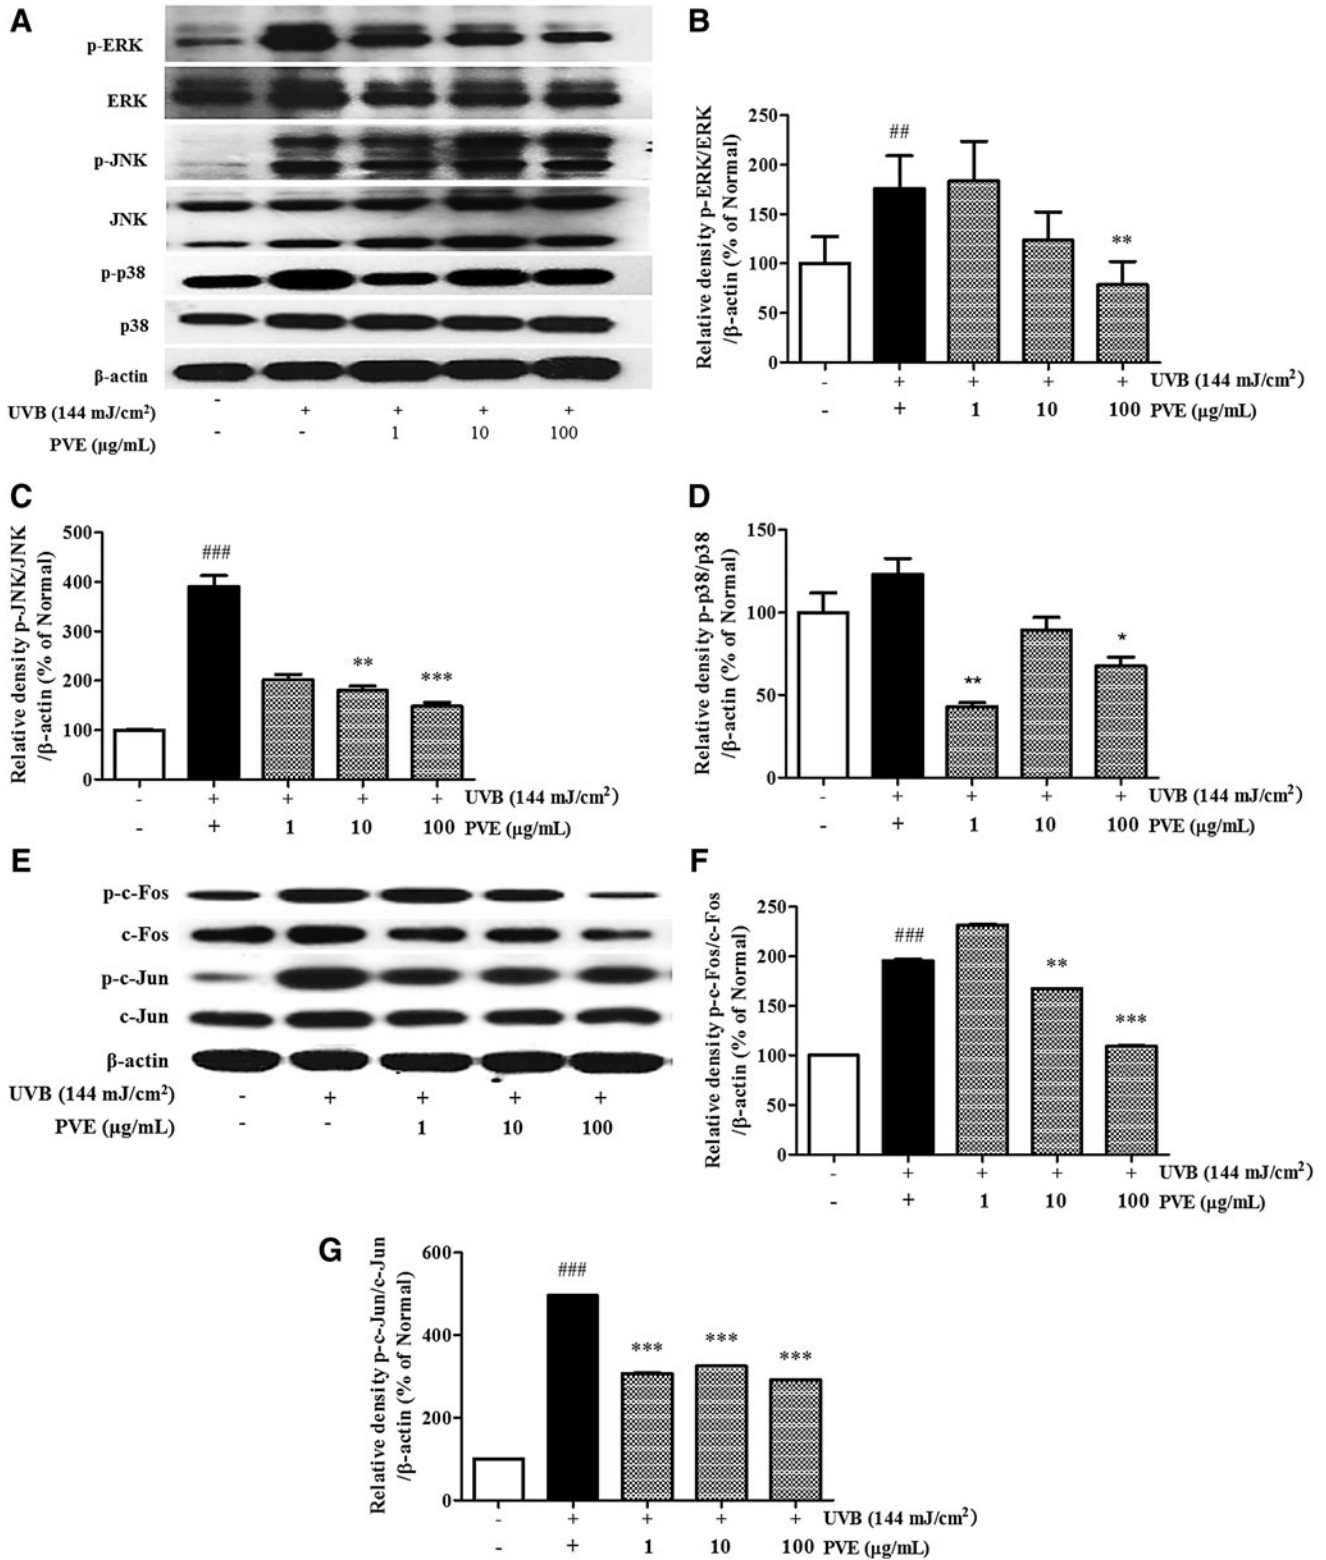 A
p-ERK
ERK
p-JNK
JNK
p-p38
p38
β-actin
UVB (144 mJ/cm²) - + + + +
PVE (µg/mL) - - 1 10 100
B
Relative density p-ERK/ERK
/β-actin (% of Normal)
250
200
150
100
50
0
##
**
- + + + + UVB (144 mJ/cm²)
- + 1 10 100 PVE (µg/mL)
C
Relative density p-JNK/JNK
/β-actin (% of Normal)
500
400
300
200
100
0
###
**
***
- + + + + UVB (144 mJ/cm²)
- + 1 10 100 PVE (µg/mL)
D
Relative density p-p38/p38
/β-actin (% of Normal)
150
100
50
0
**
*
- + + + + UVB (144 mJ/cm²)
- + 1 10 100 PVE (µg/mL)
E
p-c-Fos
c-Fos
p-c-Jun
c-Jun
β-actin
UVB (144 mJ/cm²) - + + + +
PVE (µg/mL) - - 1 10 100
F
Relative density p-c-Fos/c-Fos
/β-actin (% of Normal)
250
200
150
100
50
0
###
**
***
- + + + + UVB (144 mJ/cm²)
- + 1 10 100 PVE (µg/mL)
G
Relative density p-c-Jun/c-Jun
/β-actin (% of Normal)
600
400
200
0
###
***
***
***
- + + + + UVB (144 mJ/cm²)
- + 1 10 100 PVE (µg/mL)